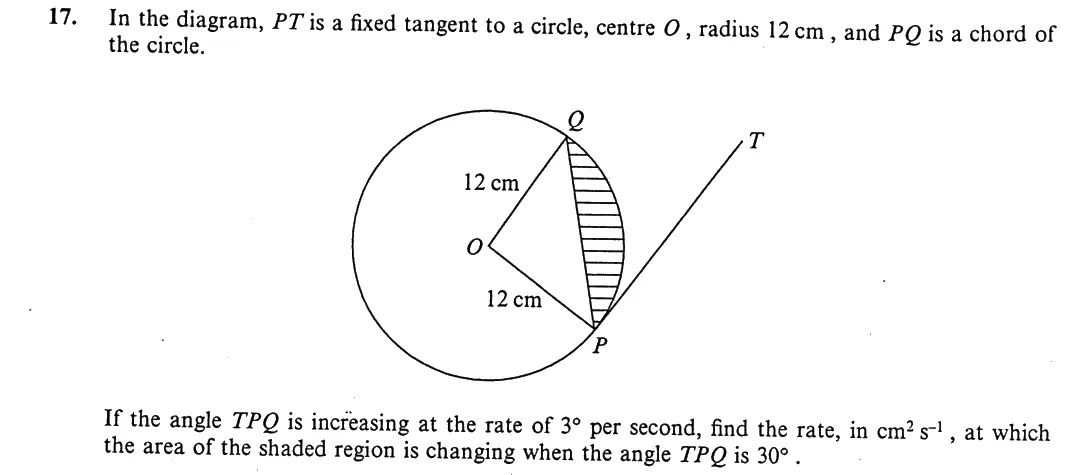 17. In the diagram, PT is a fixed tangent to a circle, centre O , radius 12 cm , and PQ is a chord of
the circle.
Q
T
12 cm
O
12 cm
P
If the angle TPQ is increasing at the rate of 3° per second, find the rate, in cm² s⁻¹ , at which
the area of the shaded region is changing when the angle TPQ is 30° .